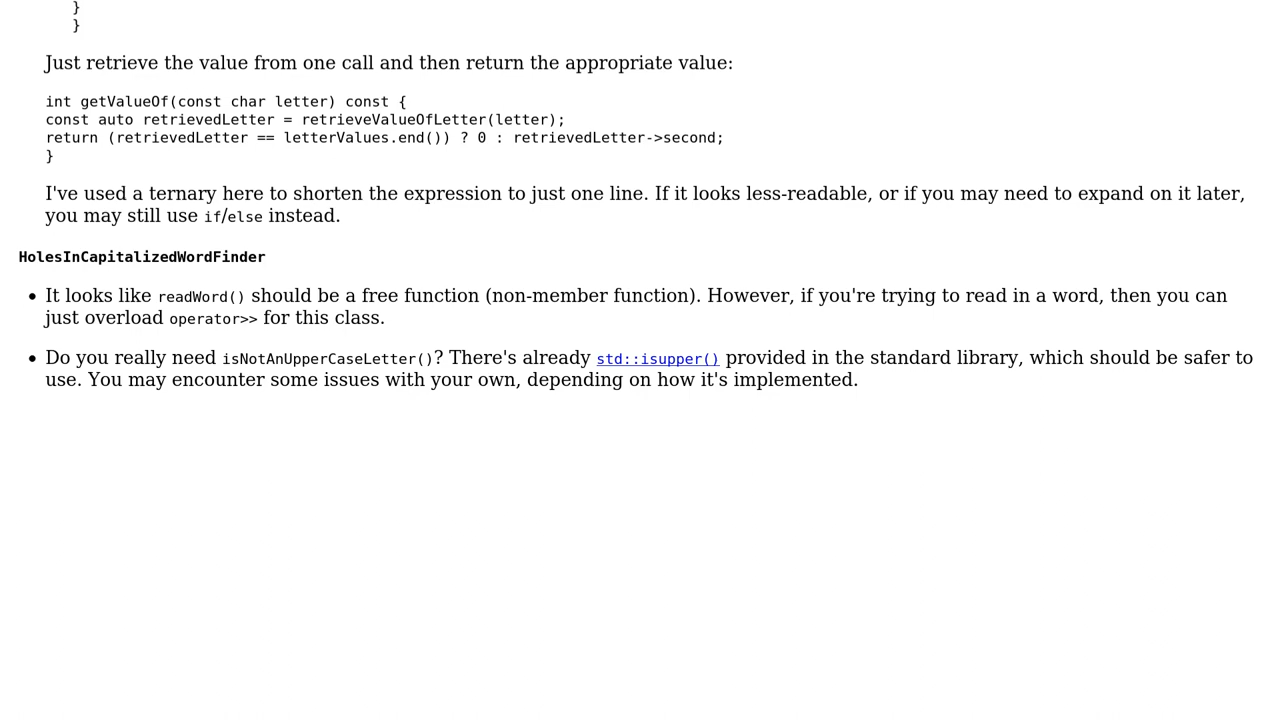 }
}
Just retrieve the value from one call and then return the appropriate value:
int getValueOf(const char letter) const {
const auto retrievedLetter = retrieveValueOfLetter(letter);
return (retrievedLetter == letterValues.end()) ? 0 : retrievedLetter->second;
}
I've used a ternary here to shorten the expression to just one line. If it looks less-readable, or if you may need to expand on it later,
you may still use if/else instead.
HolesInCapitalizedWordFinder
• It looks like readWord() should be a free function (non-member function). However, if you're trying to read in a word, then you can
just overload operator>> for this class.
• Do you really need isNotAnUpperCaseLetter()? There's already std::isupper() provided in the standard library, which should be safer to
use. You may encounter some issues with your own, depending on how it's implemented.